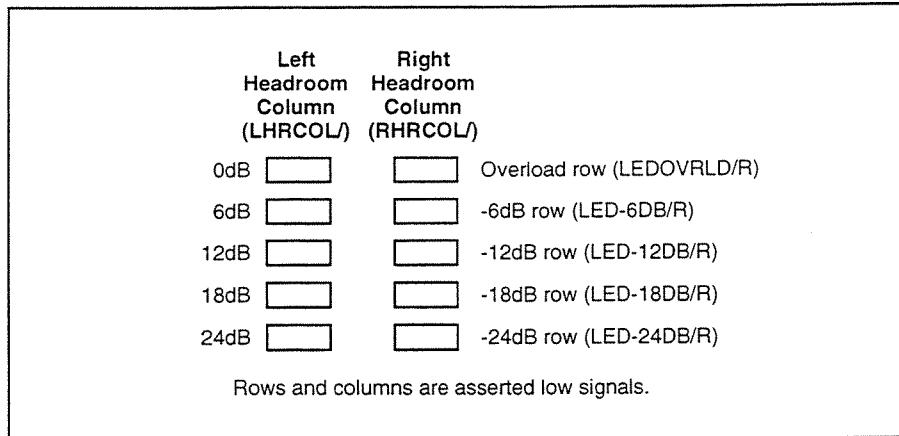 Left Right
Headroom Headroom
Column Column
(LHRCOL/) (RHRCOL/)
0dB Overload row (LEDOVRLD/R)
6dB -6dB row (LED-6DB/R)
12dB -12dB row (LED-12DB/R)
18dB -18dB row (LED-18DB/R)
24dB -24dB row (LED-24DB/R)
Rows and columns are asserted low signals.